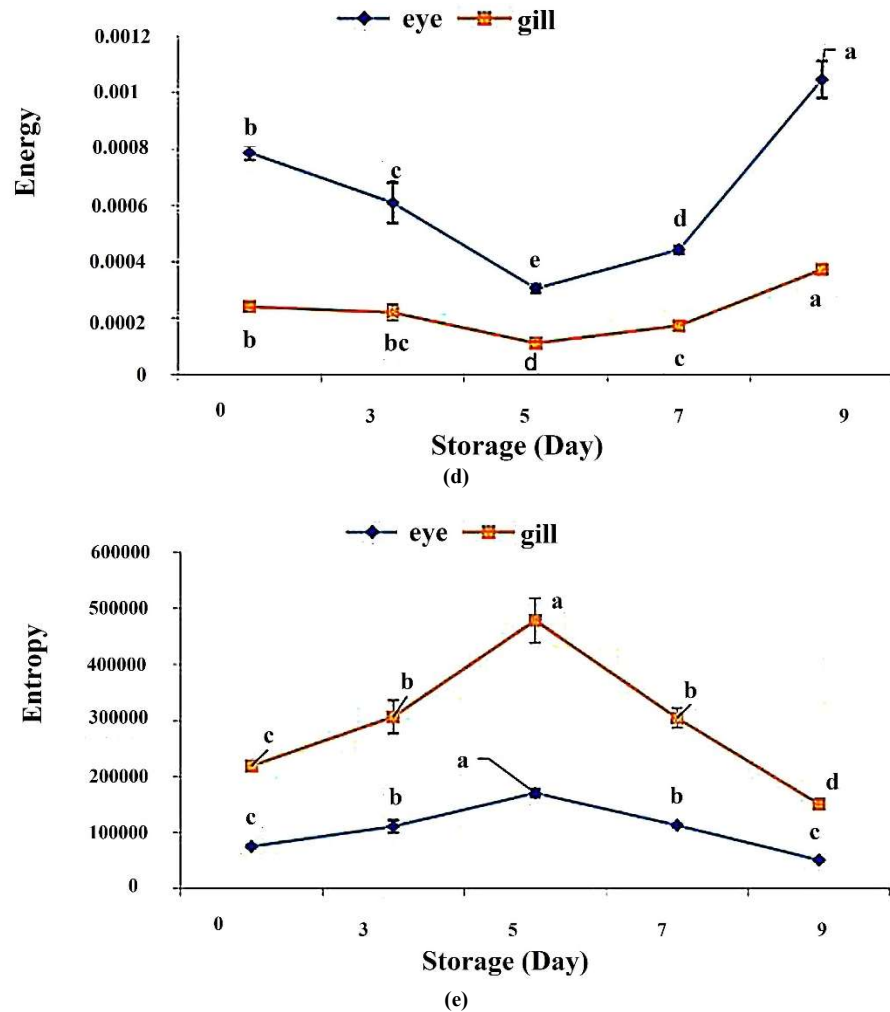 eye gill
0.0012
0.001
0.0008
0.0006
0.0004
0.0002
0
Energy
b
c
e
d
a
b
bc
d
c
a
0 3 5 7 9
Storage (Day)
(d)
eye gill
600000
500000
400000
300000
200000
100000
0
Entropy
c
b
a
b
d
c
b
a
b
c
0 3 5 7 9
Storage (Day)
(e)